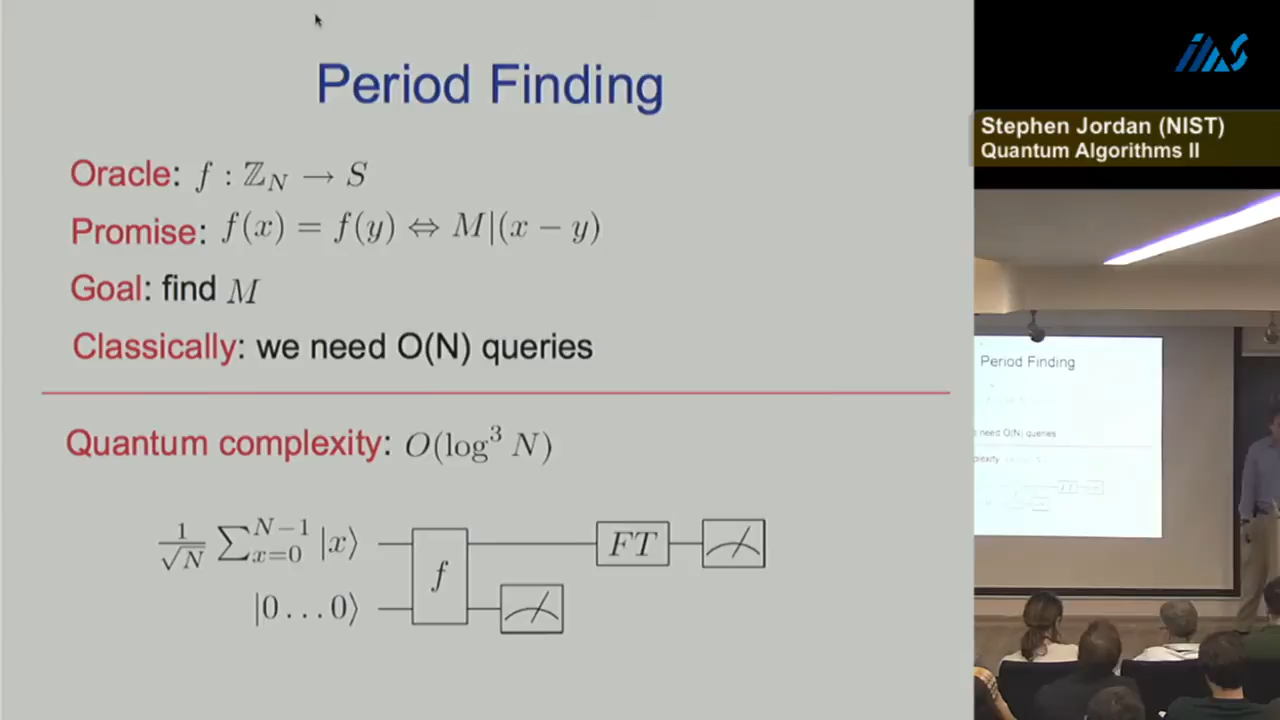 Period Finding
Oracle: f : ℤ_N → S
Promise: f(x) = f(y) ⇔ M|(x − y)
Goal: find M
Classically: we need O(N) queries
Quantum complexity: O(log³ N)
1/√N ∑_{x=0}^{N−1} |x⟩
f
FT
|0…0⟩
IAS
Stephen Jordan (NIST)
Quantum Algorithms II
Period Finding
need O(N) queries